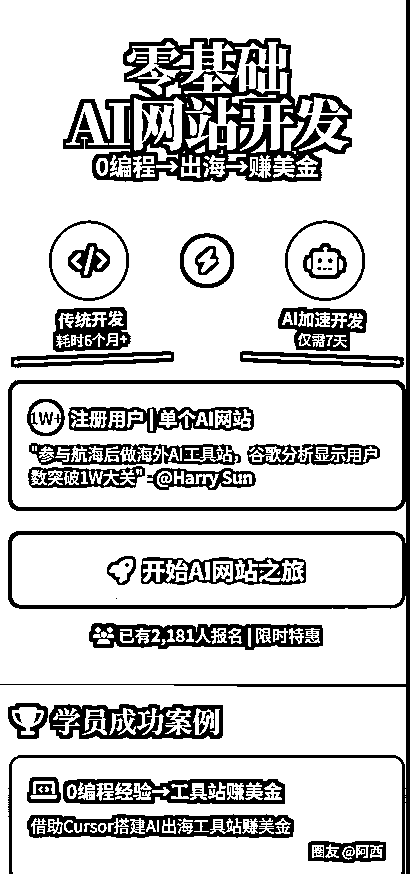 零基础
AI网站开发
0编程→出海→赚美金
传统开发
耗时6个月+
AI加速开发
仅需7天
1W+ 注册用户 | 单个AI网站
"参与航海后做海外AI工具站，谷歌分析显示用户
数突破1W大关" - @Harry Sun
开始AI网站之旅
已有2,181人报名 | 限时特惠
学员成功案例
0编程经验→工具站赚美金
借助Cursor搭建AI出海工具站赚美金
圈友 @阿西